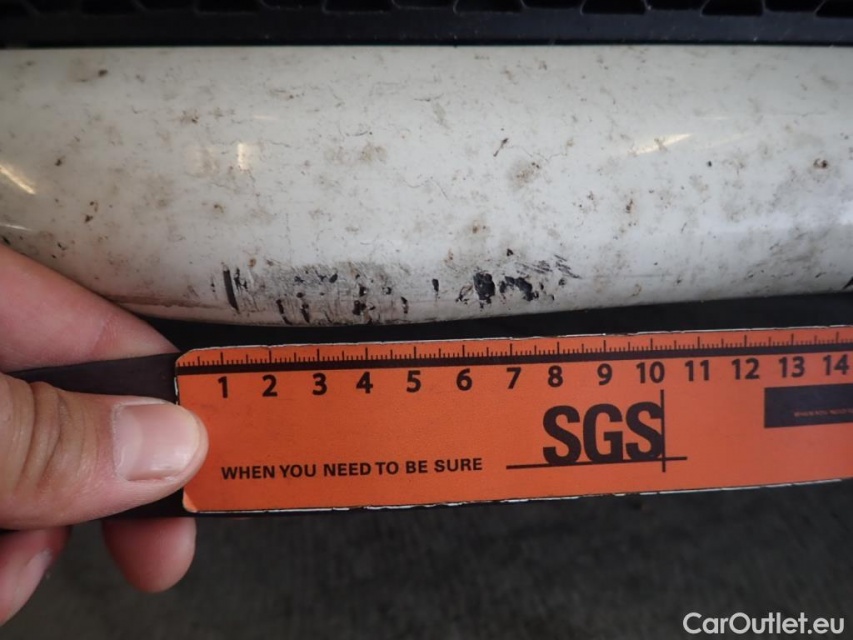 1 2 3 4 5 6 7 8 9 10 11 12 13 14
SGS
WHEN YOU NEED TO BE SURE
CarOutlet.eu